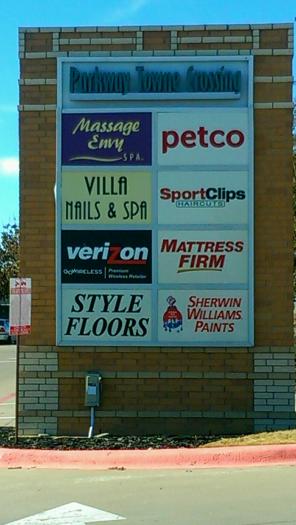 Parkway Towne Crossing
Massage
Envy
SPA
petco
VILLA
NAILS & SPA
SportClips
HAIRCUTS
verizon
GoWIRELESS | Premium
Wireless Retailer
MATTRESS
FIRM
STYLE
FLOORS
SHERWIN
WILLIAMS.
PAINTS